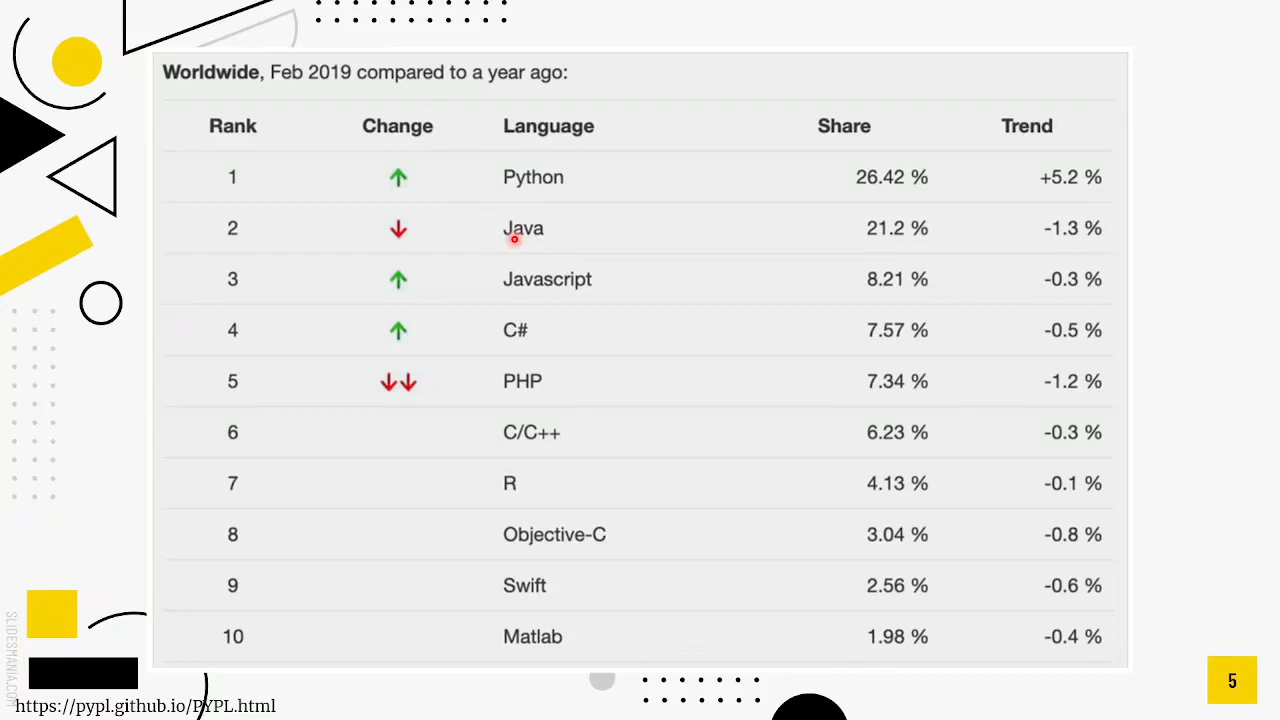 Worldwide, Feb 2019 compared to a year ago:
Rank Change Language Share Trend
1 ↑ Python 26.42 % +5.2 %
2 ↓ Java 21.2 % -1.3 %
3 ↑ Javascript 8.21 % -0.3 %
4 ↑ C# 7.57 % -0.5 %
5 ↓↓ PHP 7.34 % -1.2 %
6 C/C++ 6.23 % -0.3 %
7 R 4.13 % -0.1 %
8 Objective-C 3.04 % -0.8 %
9 Swift 2.56 % -0.6 %
10 Matlab 1.98 % -0.4 %
SLIDESMANIA.COM
5
https://pypl.github.io/PYPL.html